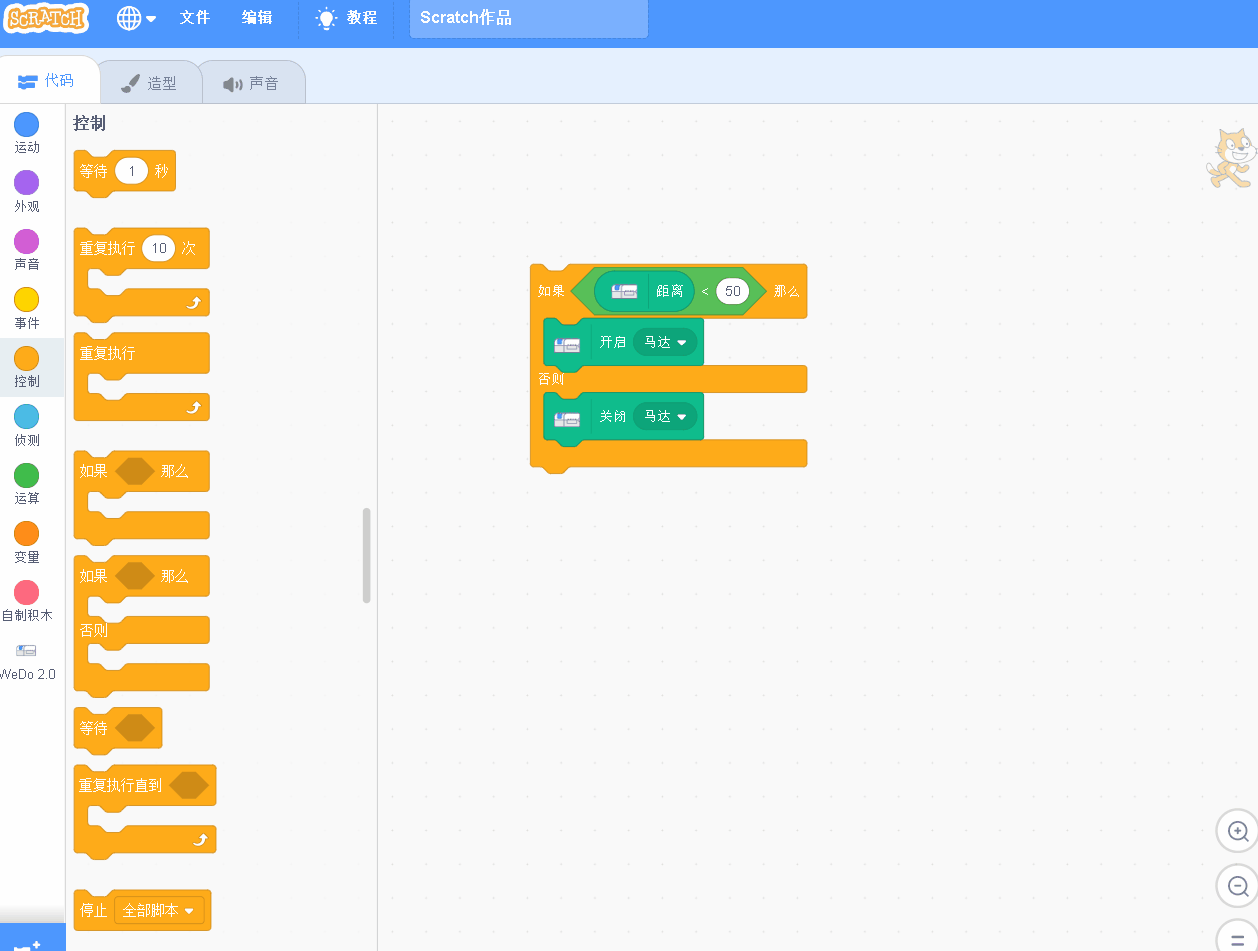 SCRATCH 文件 编辑 教程 Scratch作品
代码 造型 声音
运动
外观
声音
事件
控制
侦测
运算
变量
自制积木
WeDo 2.0
控制
等待 1 秒
重复执行 10 次
重复执行
如果 那么
如果 那么
否则
等待
重复执行直到
停止 全部脚本
如果 距离 < 50 那么
开启 马达
否则
关闭 马达